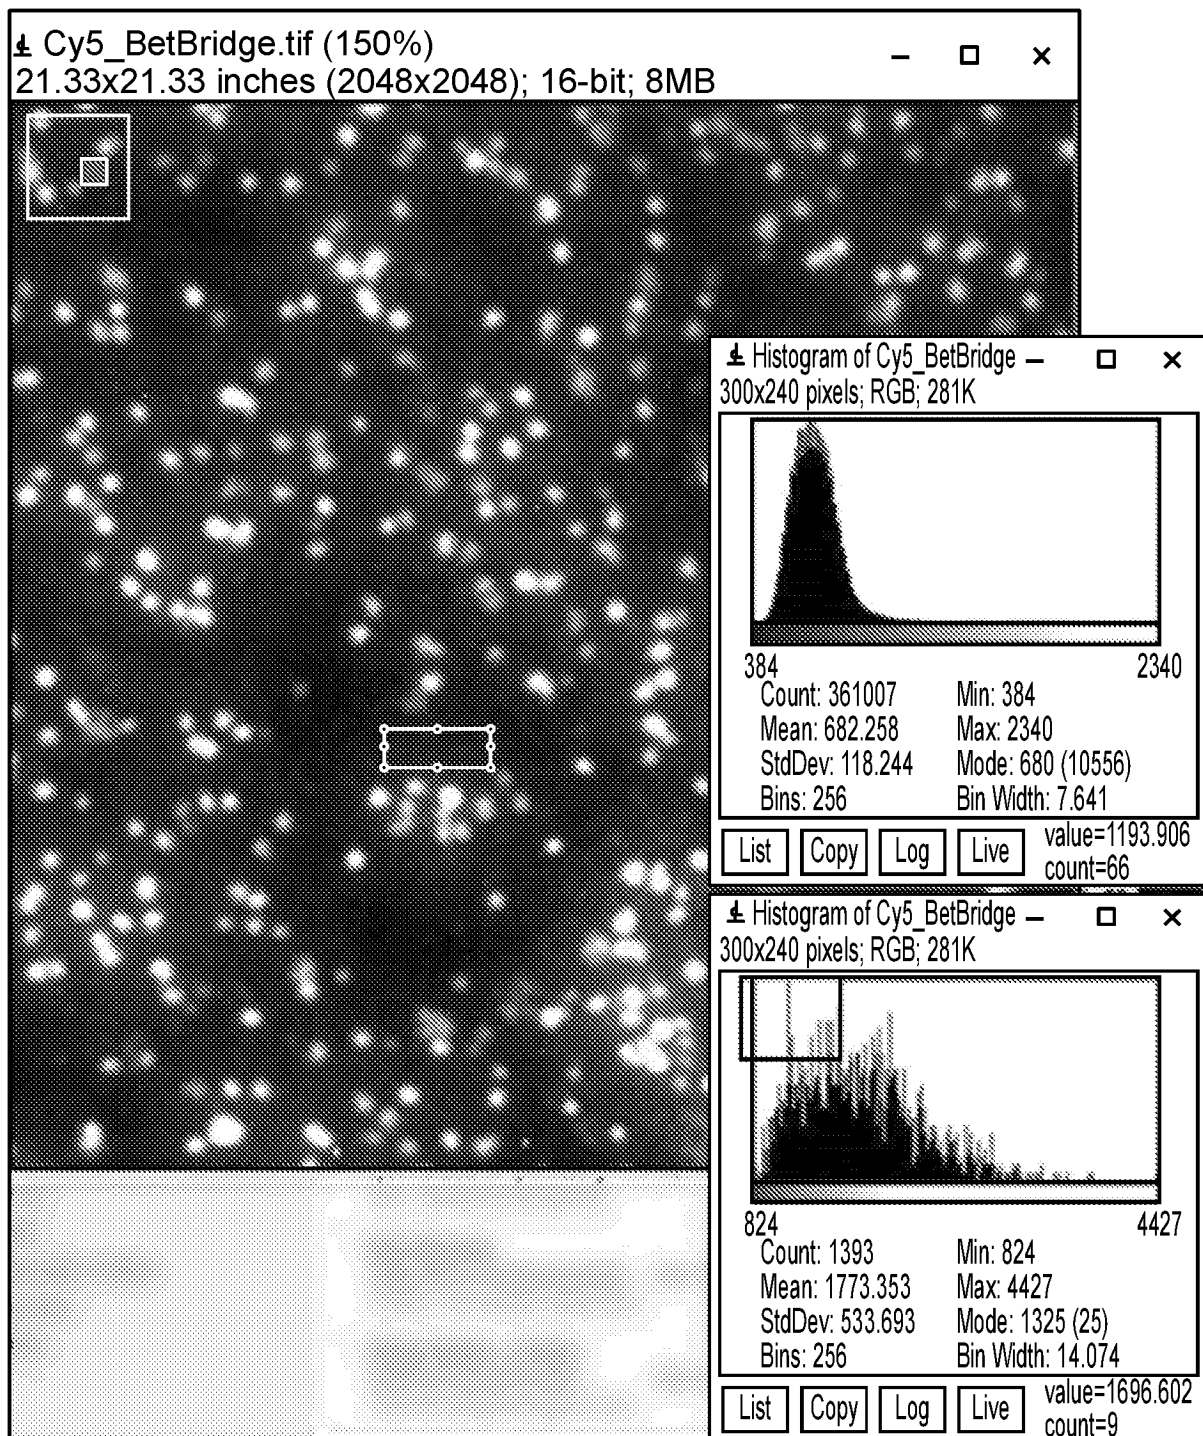 Cy5_BetBridge.tif (150%)
21.33x21.33 inches (2048x2048); 16-bit; 8MB
Histogram of Cy5_BetBridge
300x240 pixels; RGB; 281K
384 2340
Count: 361007 Min: 384
Mean: 682.258 Max: 2340
StdDev: 118.244 Mode: 680 (10556)
Bins: 256 Bin Width: 7.641
List Copy Log Live value=1193.906
count=66
Histogram of Cy5_BetBridge
300x240 pixels; RGB; 281K
824 4427
Count: 1393 Min: 824
Mean: 1773.353 Max: 4427
StdDev: 533.693 Mode: 1325 (25)
Bins: 256 Bin Width: 14.074
List Copy Log Live value=1696.602
count=9